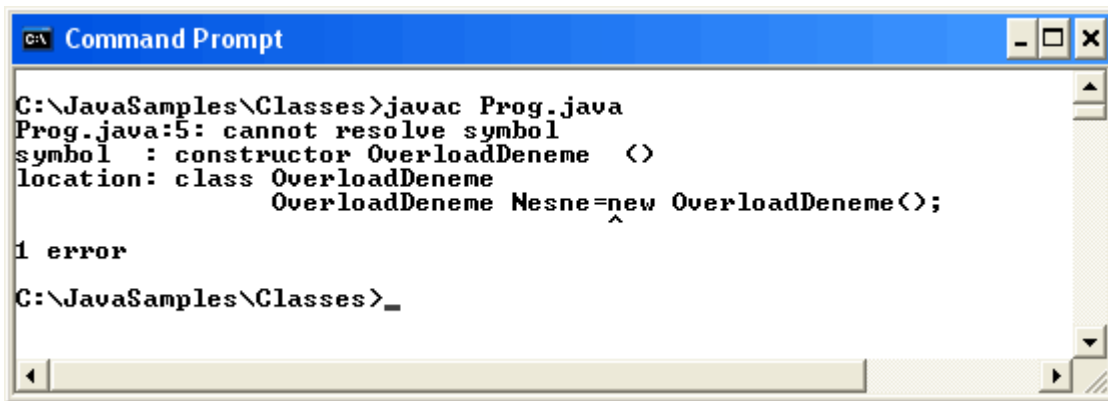 Command Prompt
C:\JavaSamples\Classes>javac Prog.java
Prog.java:5: cannot resolve symbol
symbol  : constructor OverloadDeneme  ()
location: class OverloadDeneme
                OverloadDeneme Nesne=new OverloadDeneme();
                                     ^
1 error
C:\JavaSamples\Classes>_